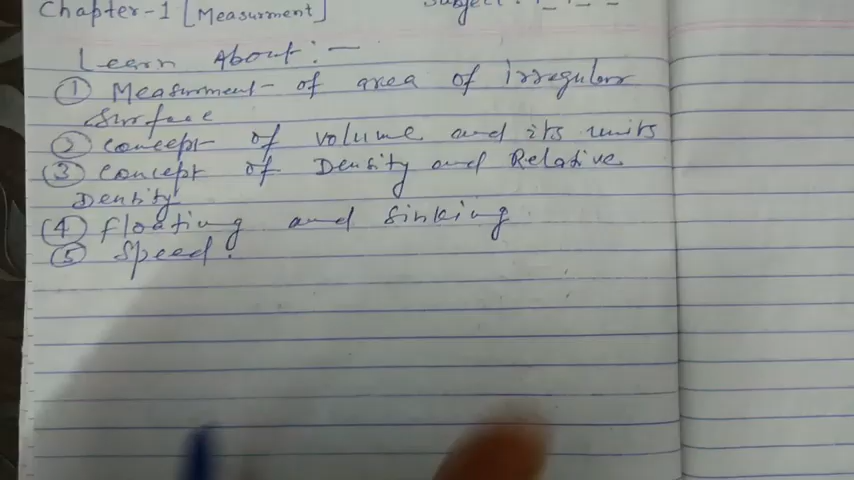 Chapter-1 [Measurment]
Learn About:-
① Measurment- of area of irregular
Surface
② concept of volume and its units
③ concept of Density and Relative
Density
④ floating and sinking
⑤ Speed.